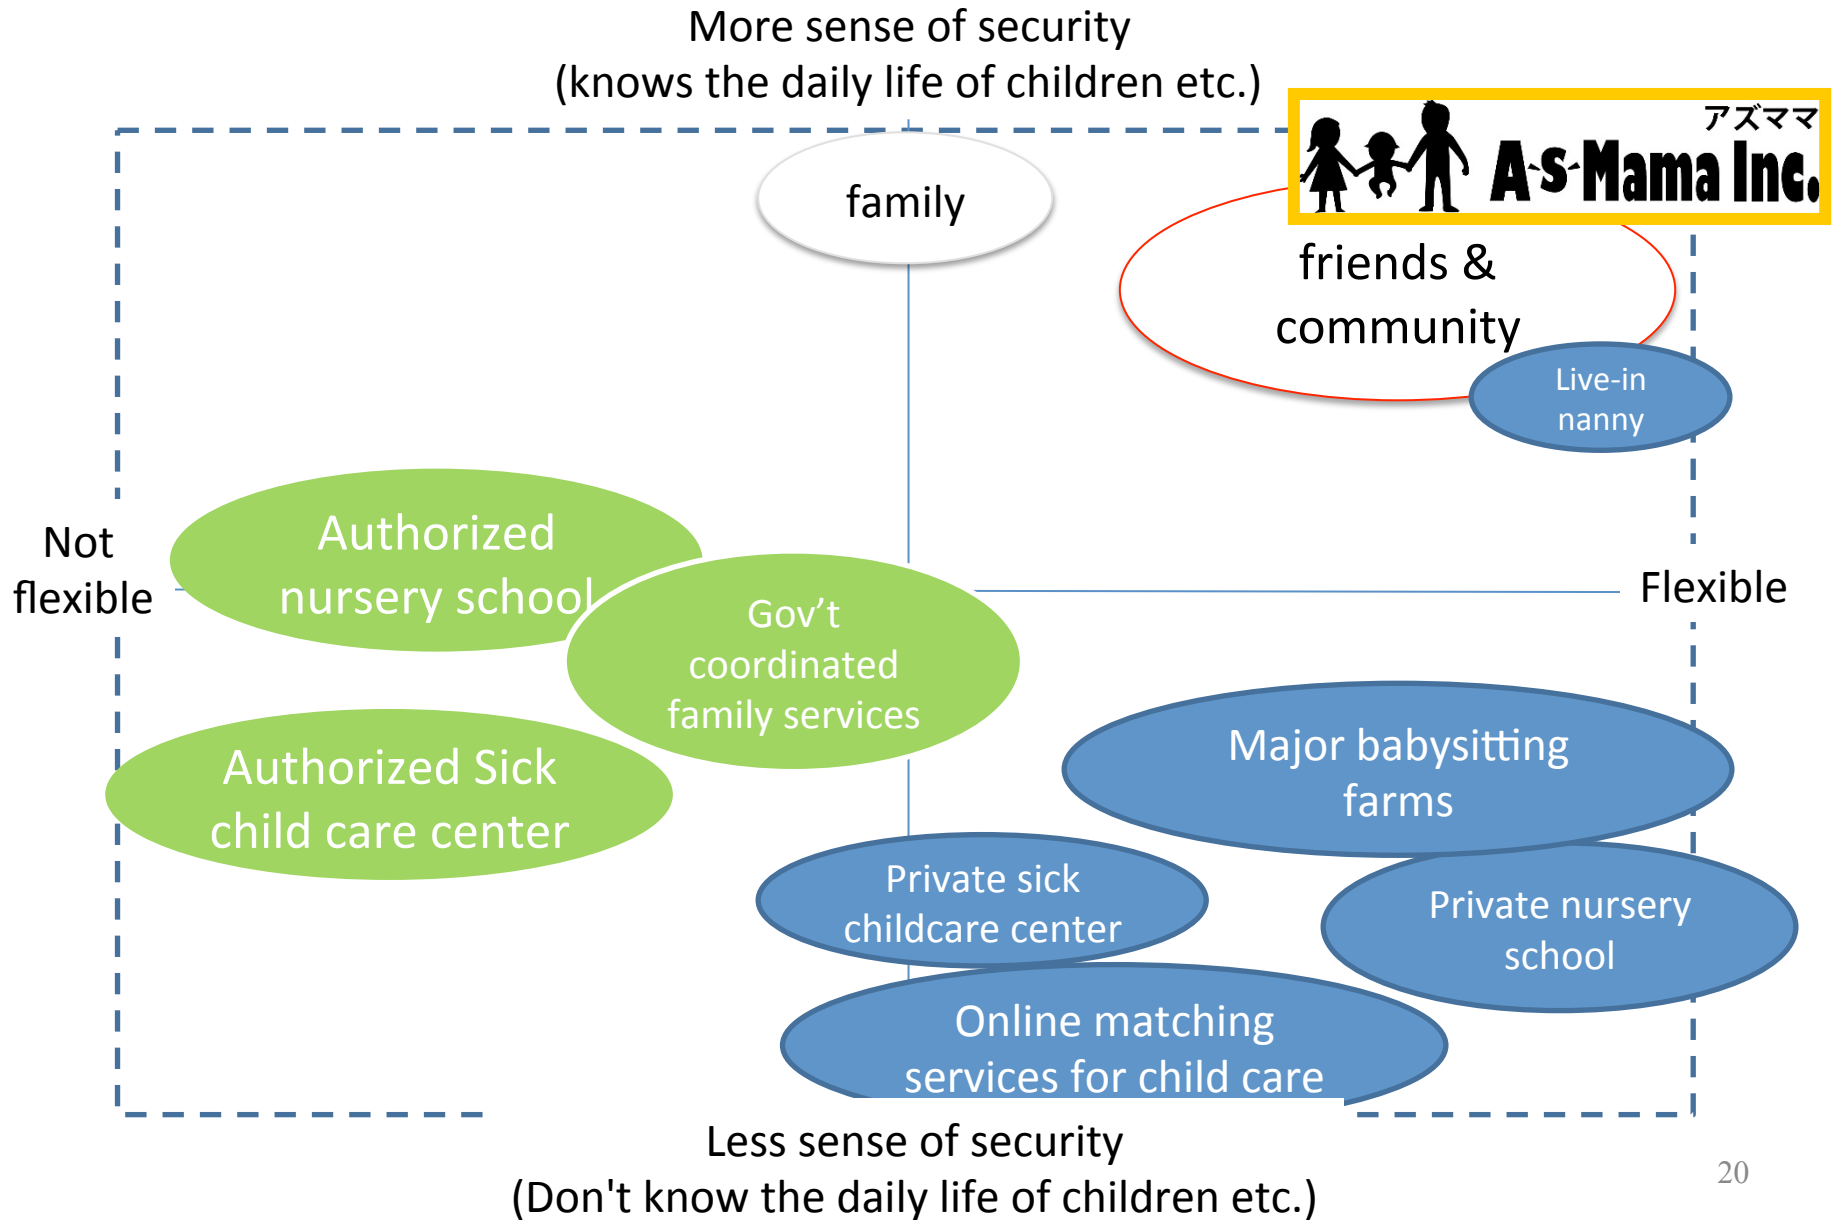 More sense of security
(knows the daily life of children etc.)
アズママ
A-s-Mama Inc.
family
friends &
community
Live-in
nanny
Authorized
nursery school
Not
flexible
Flexible
Gov’t
coordinated
family services
Authorized Sick
child care center
Major babysitting
farms
Private sick
childcare center
Private nursery
school
Online matching
services for child care
Less sense of security
(Don't know the daily life of children etc.)
20